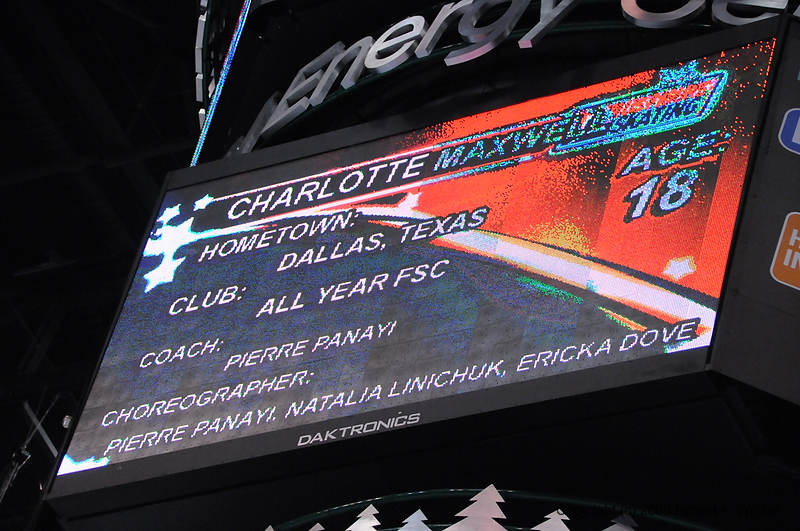 Energy
CHARLOTTE MAXWELL
SKATING
AGE:
18
HOMETOWN:
DALLAS, TEXAS
CLUB:
ALL YEAR FSC
COACH:
PIERRE PANAYI
CHOREOGRAPHER:
PIERRE PANAYI, NATALIA LINICHUK, ERICKA DOVE
DAKTRONICS